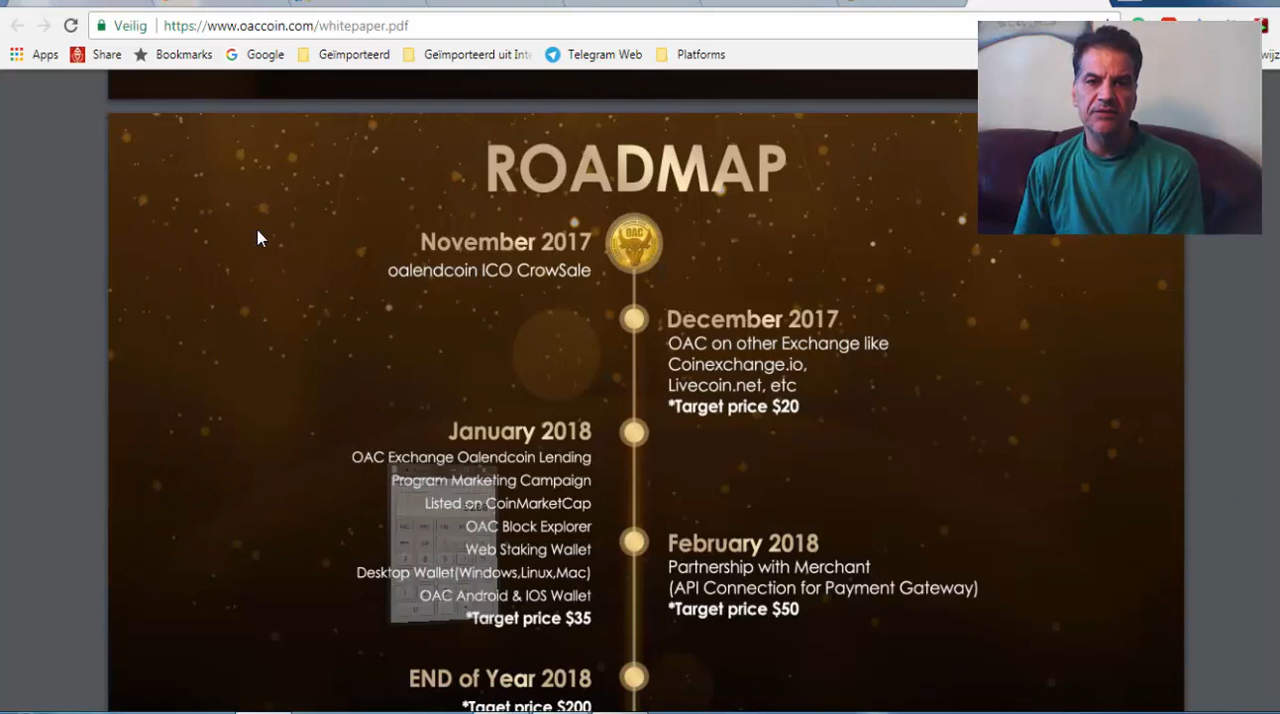 Veilig
https://www.oaccoin.com/whitepaper.pdf
Apps
Share
Bookmarks
Google
Geïmporteerd
Geïmporteerd uit Inte
Telegram Web
Platforms
ROADMAP
OAC
November 2017
oalendcoin ICO CrowSale
December 2017
OAC on other Exchange like
Coinexchange.io,
Livecoin.net, etc
*Target price $20
January 2018
OAC Exchange Oalendcoin Lending
Program Marketing Campaign
Listed on CoinMarketCap
OAC Block Explorer
Web Staking Wallet
Desktop Wallet(Windows,Linux,Mac)
OAC Android & IOS Wallet
*Target price $35
February 2018
Partnership with Merchant
(API Connection for Payment Gateway)
*Target price $50
END of Year 2018
*Taget price $200